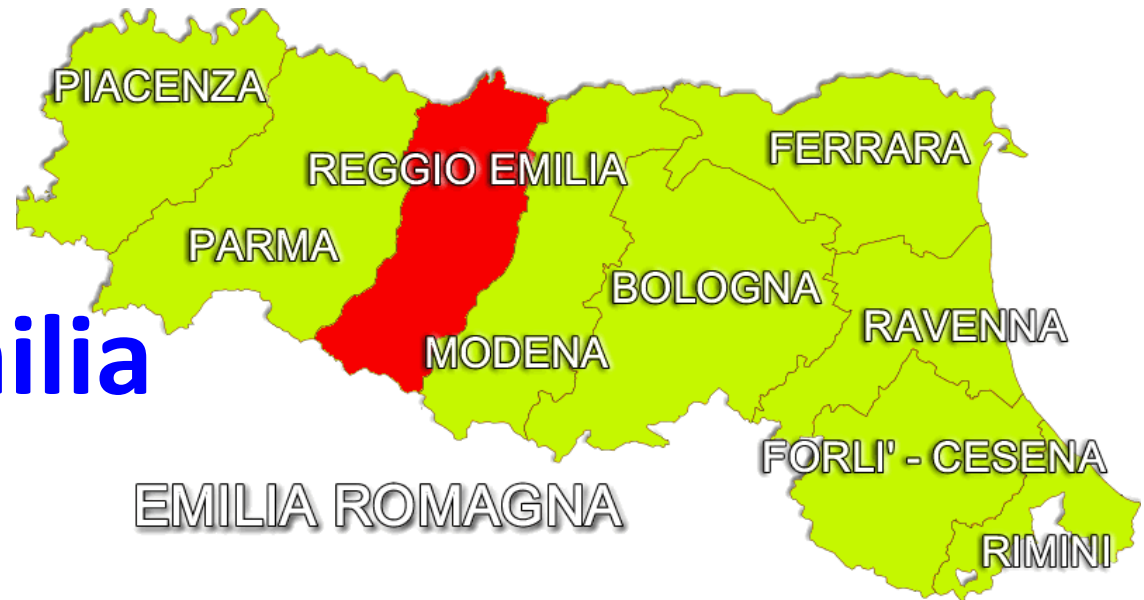 PIACENZA
FERRARA
REGGIO EMILIA
PARMA
BOLOGNA
RAVENNA
MODENA
ilia
FORLI' - CESENA
EMILIA ROMAGNA
RIMINI